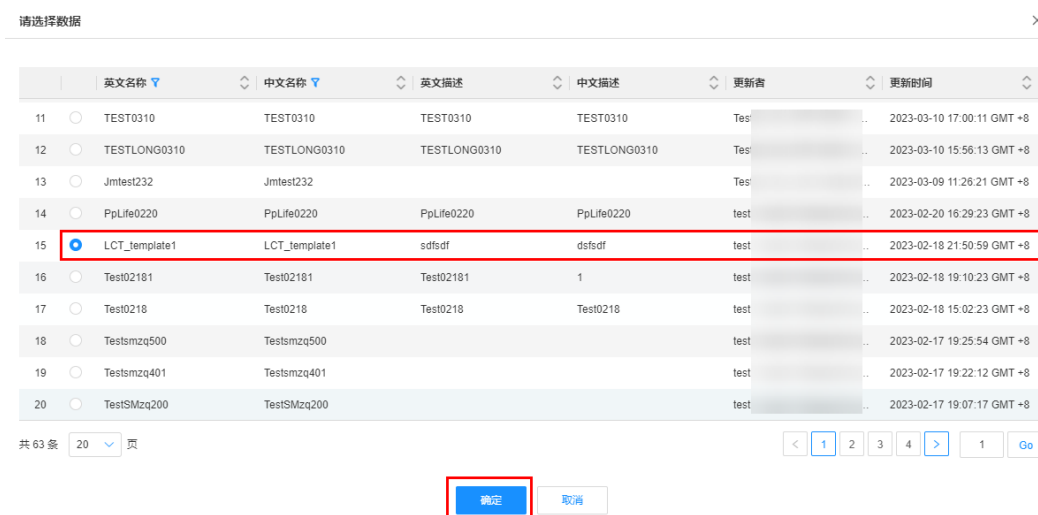 请选择数据
英文名称 中文名称 英文描述 中文描述 更新者 更新时间
11 TEST0310 TEST0310 TEST0310 TEST0310 Tes .. 2023-03-10 17:00:11 GMT +8
12 TESTLONG0310 TESTLONG0310 TESTLONG0310 TESTLONG0310 Tes .. 2023-03-10 15:56:13 GMT +8
13 Jmtest232 Jmtest232 Tes .. 2023-03-09 11:26:21 GMT +8
14 PpLife0220 PpLife0220 PpLife0220 PpLife0220 test .. 2023-02-20 16:29:23 GMT +8
15 LCT_template1 LCT_template1 sdfsdf dsfsdf test .. 2023-02-18 21:50:59 GMT +8
16 Test02181 Test02181 Test02181 1 test .. 2023-02-18 19:10:23 GMT +8
17 Test0218 Test0218 Test0218 Test0218 test .. 2023-02-18 15:02:23 GMT +8
18 Testsmzq500 Testsmzq500 test .. 2023-02-17 19:25:54 GMT +8
19 Testsmzq401 Testsmzq401 test .. 2023-02-17 19:22:12 GMT +8
20 TestSMzq200 TestSMzq200 test .. 2023-02-17 19:07:17 GMT +8
共 63 条 20 页 < 1 2 3 4 > 1 Go
确定 取消